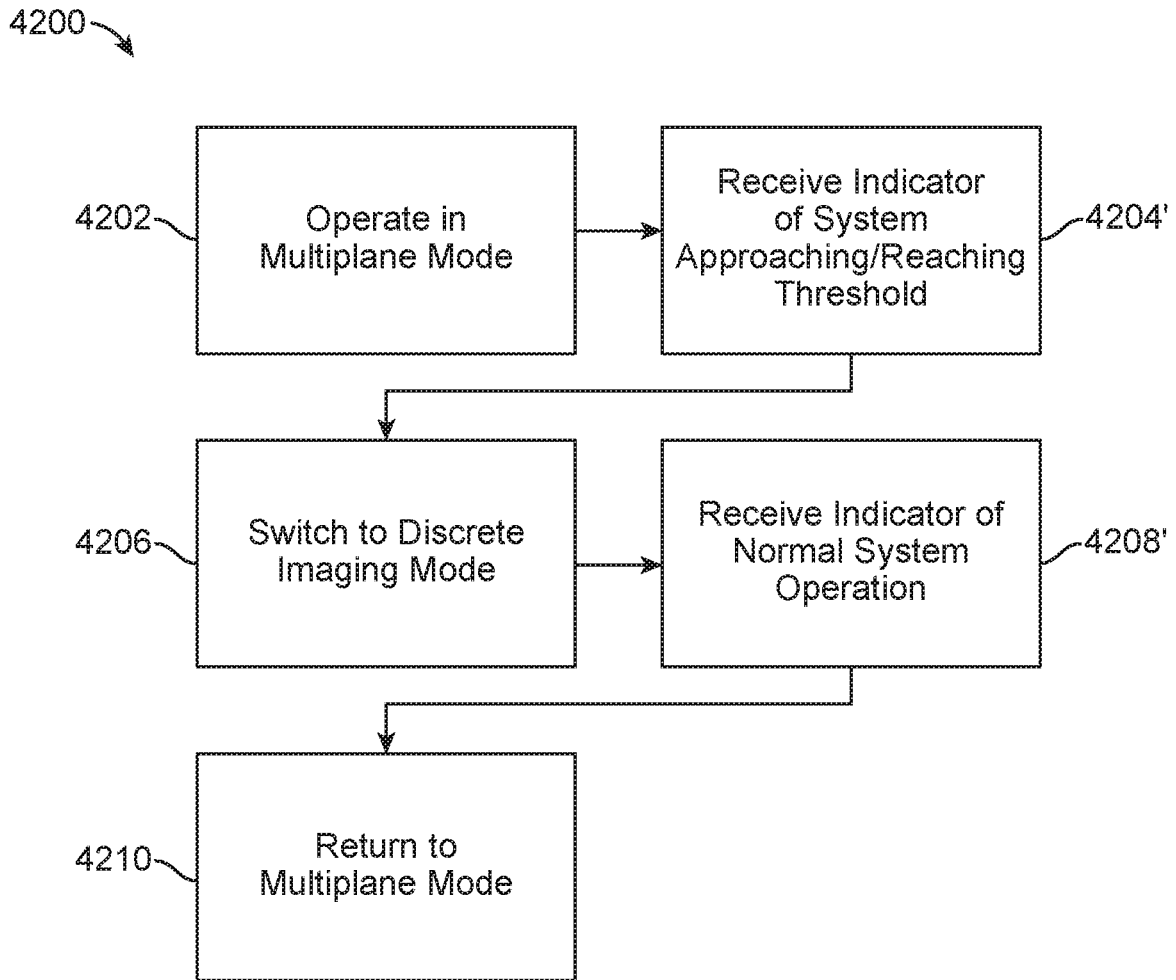 4200
4202
Operate in
Multiplane Mode
Receive Indicator
of System
Approaching/Reaching
Threshold
4204'
4206
Switch to Discrete
Imaging Mode
Receive Indicator of
Normal System
Operation
4208'
4210
Return to
Multiplane Mode